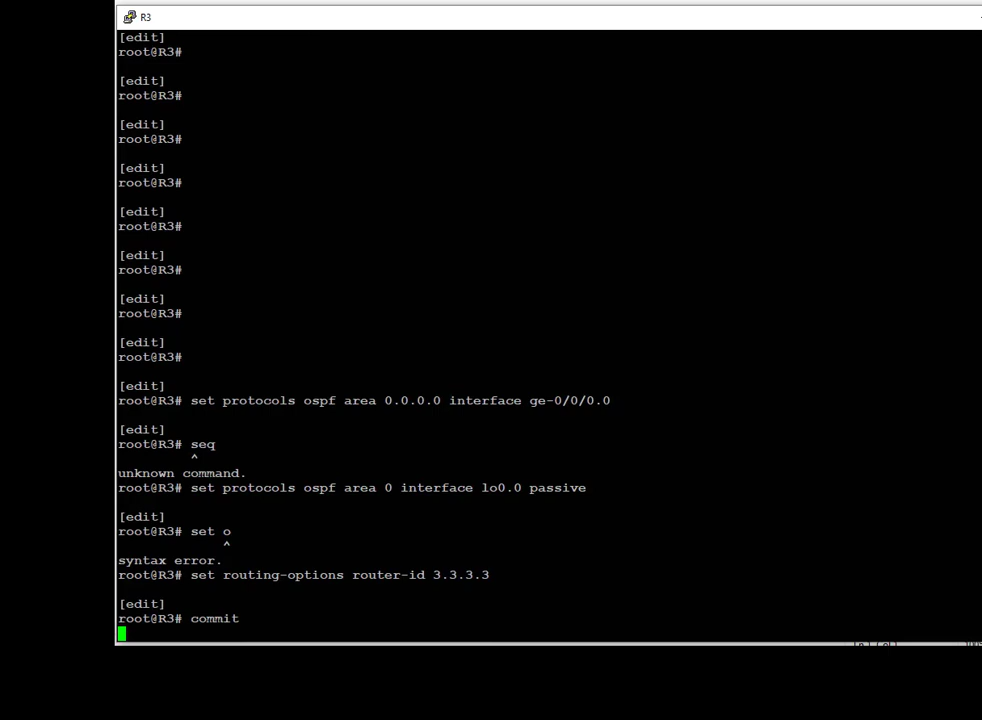 R3
[edit]
root@R3#
[edit]
root@R3#
[edit]
root@R3#
[edit]
root@R3#
[edit]
root@R3#
[edit]
root@R3#
[edit]
root@R3#
[edit]
root@R3#
[edit]
root@R3# set protocols ospf area 0.0.0.0 interface ge-0/0/0.0
[edit]
root@R3# seq
^
unknown command.
root@R3# set protocols ospf area 0 interface lo0.0 passive
[edit]
root@R3# set o
^
syntax error.
root@R3# set routing-options router-id 3.3.3.3
[edit]
root@R3# commit